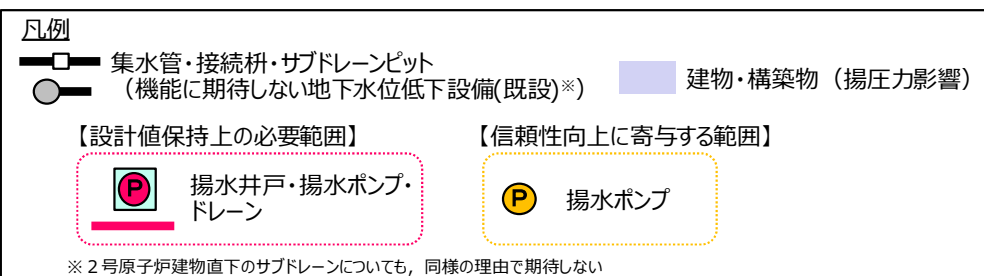 凡例
集水管・接続枡・サブドレーンピット
（機能に期待しない地下水位低下設備(既設)※）
建物・構築物（揚圧力影響）
【設計値保持上の必要範囲】
【信頼性向上に寄与する範囲】
P
揚水井戸・揚水ポンプ・
ドレーン
P
揚水ポンプ
※２号原子炉建物直下のサブドレーンについても，同様の理由で期待しない